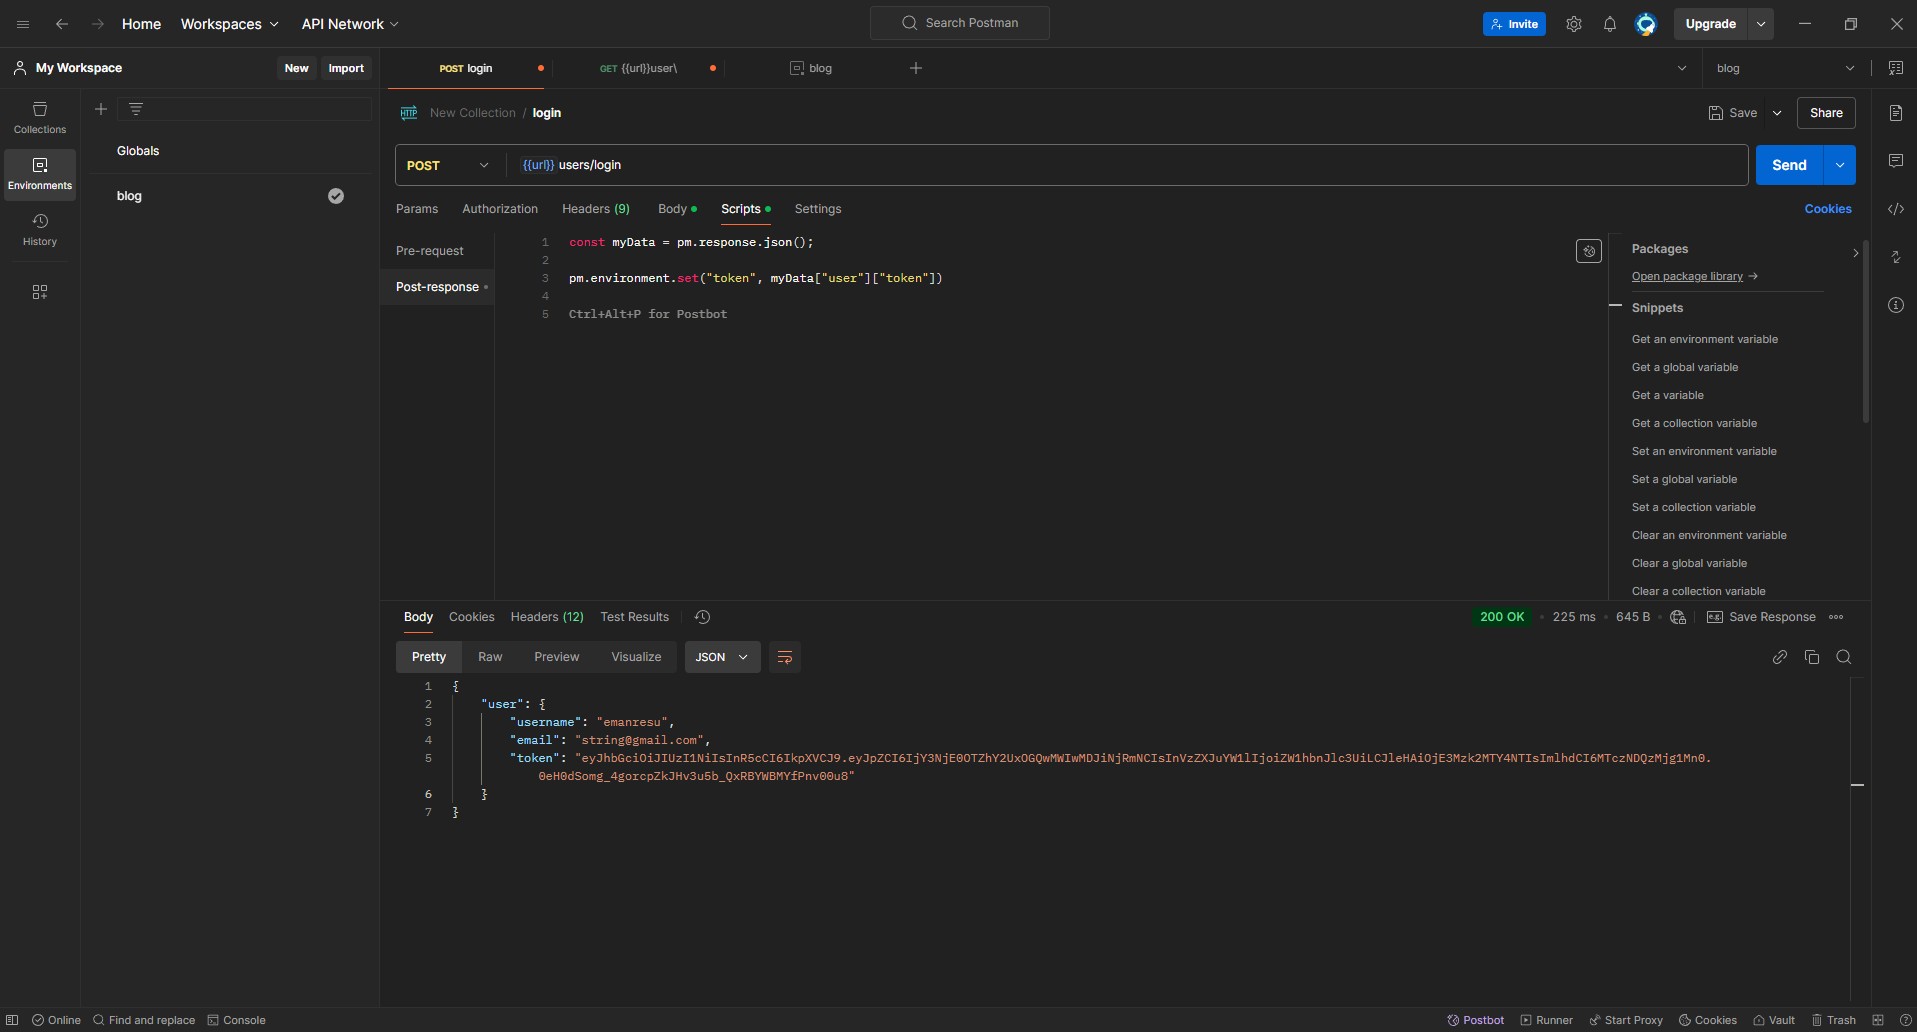 Home
Workspaces
API Network
Search Postman
Invite
Upgrade
My Workspace
New
Import
POST login
GET {{url}}user\
blog
blog
Collections
Environments
History
Globals
blog
New Collection / login
Save
Share
POST
{{url}} users/login
Send
Params
Authorization
Headers (9)
Body
Scripts
Settings
Cookies
Pre-request
Post-response
1 const myData = pm.response.json();
2
3 pm.environment.set("token", myData["user"]["token"])
4
5 Ctrl+Alt+P for Postbot
Packages
Open package library →
Snippets
Get an environment variable
Get a global variable
Get a variable
Get a collection variable
Set an environment variable
Set a global variable
Set a collection variable
Clear an environment variable
Clear a global variable
Clear a collection variable
Body
Cookies
Headers (12)
Test Results
200 OK
225 ms
645 B
Save Response
Pretty
Raw
Preview
Visualize
JSON
1 {
2 "user": {
3 "username": "emanresu",
4 "email": "string@gmail.com",
5 "token": "eyJhbGciOiJIUzI1NiIsInR5cCI6IkpXVCJ9.eyJpZCI6IjY3NjE0OTZhY2UxOGQwMWIwMDJiNjRmNCIsInVzZXJuYW1lIjoiZW1hbnJlc3UiLCJleHAiOjE3Mzk2MTY4NTIsImlhdCI6MTczNDQzMjg1Mn0.
0eH0dSomg_4gorcpZkJHv3u5b_QxRBYWBMYfPnv00u8"
6 }
7 }
Online
Find and replace
Console
Postbot
Runner
Start Proxy
Cookies
Vault
Trash